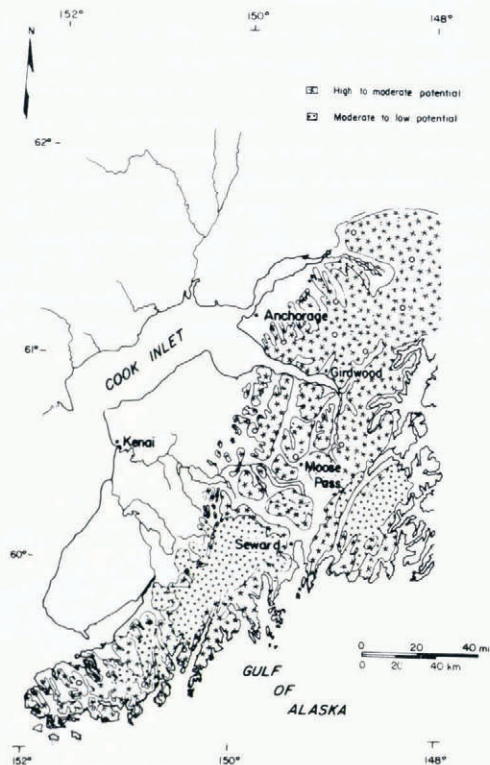 152°
150°
148°
N
High to moderate potential
Moderate to low potential
62°
Anchorage
61°
COOK INLET
Girdwood
Kenai
Moose
Pass
60°
Seward
0 20 40 mi
0 20 40 km
GULF
OF
ALASKA
152° 150° 148°